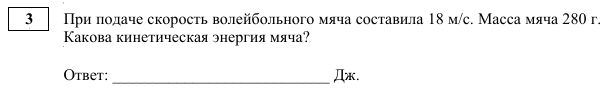 3 При подаче скорость волейбольного мяча составила 18 м/с. Масса мяча 280 г.
Какова кинетическая энергия мяча?
Ответ: ___________________________ Дж.